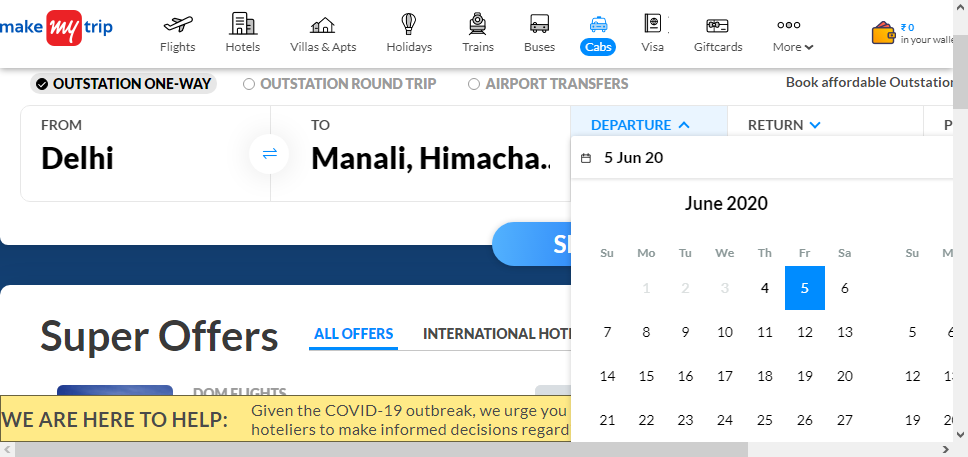 make my trip
Flights Hotels Villas & Apts Holidays Trains Buses Cabs Visa Giftcards More
₹ 0
in your walle
OUTSTATION ONE-WAY OUTSTATION ROUND TRIP AIRPORT TRANSFERS Book affordable Outstation
FROM TO DEPARTURE RETURN P
Delhi Manali, Himacha..
5 Jun 20
June 2020
Su Mo Tu We Th Fr Sa Su M
1 2 3 4 5 6
7 8 9 10 11 12 13 5 6
14 15 16 17 18 19 20 12 13
21 22 23 24 25 26 27 19 20
Super Offers ALL OFFERS INTERNATIONAL HOTE
DOM FLIGHTS
WE ARE HERE TO HELP: Given the COVID-19 outbreak, we urge you
hoteliers to make informed decisions regard